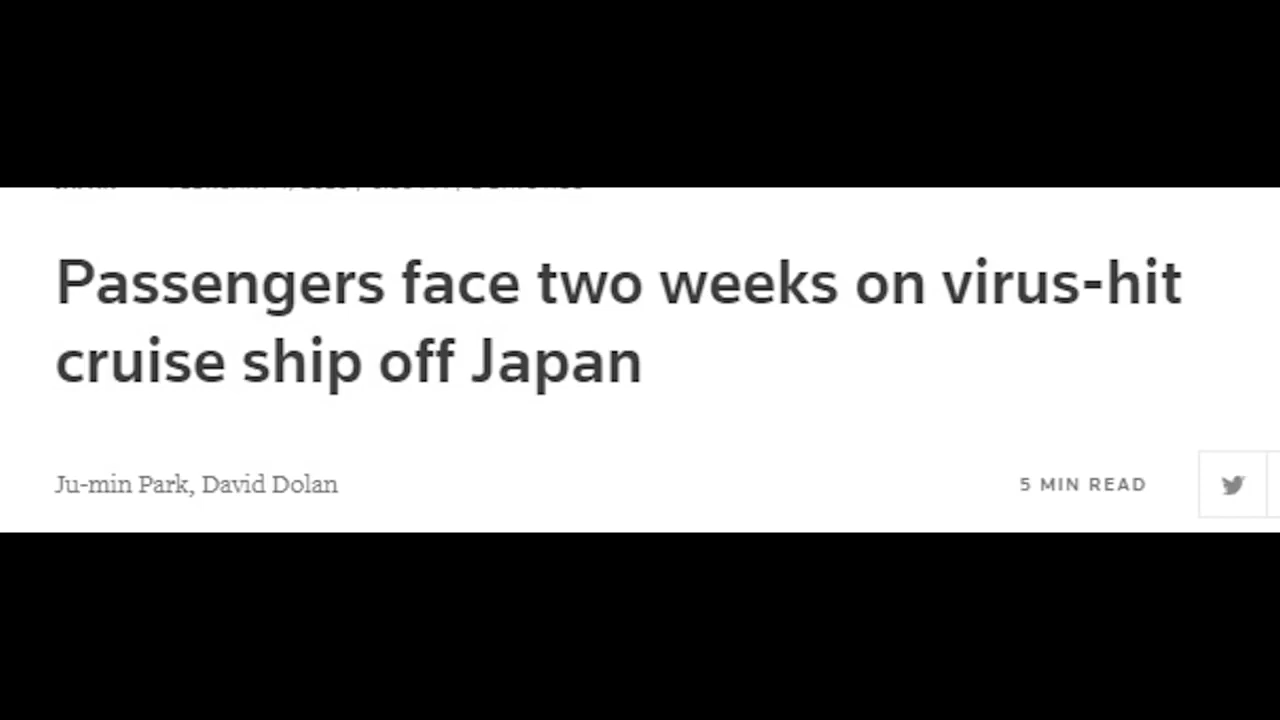 Passengers face two weeks on virus-hit
cruise ship off Japan
Ju-min Park, David Dolan
5 MIN READ